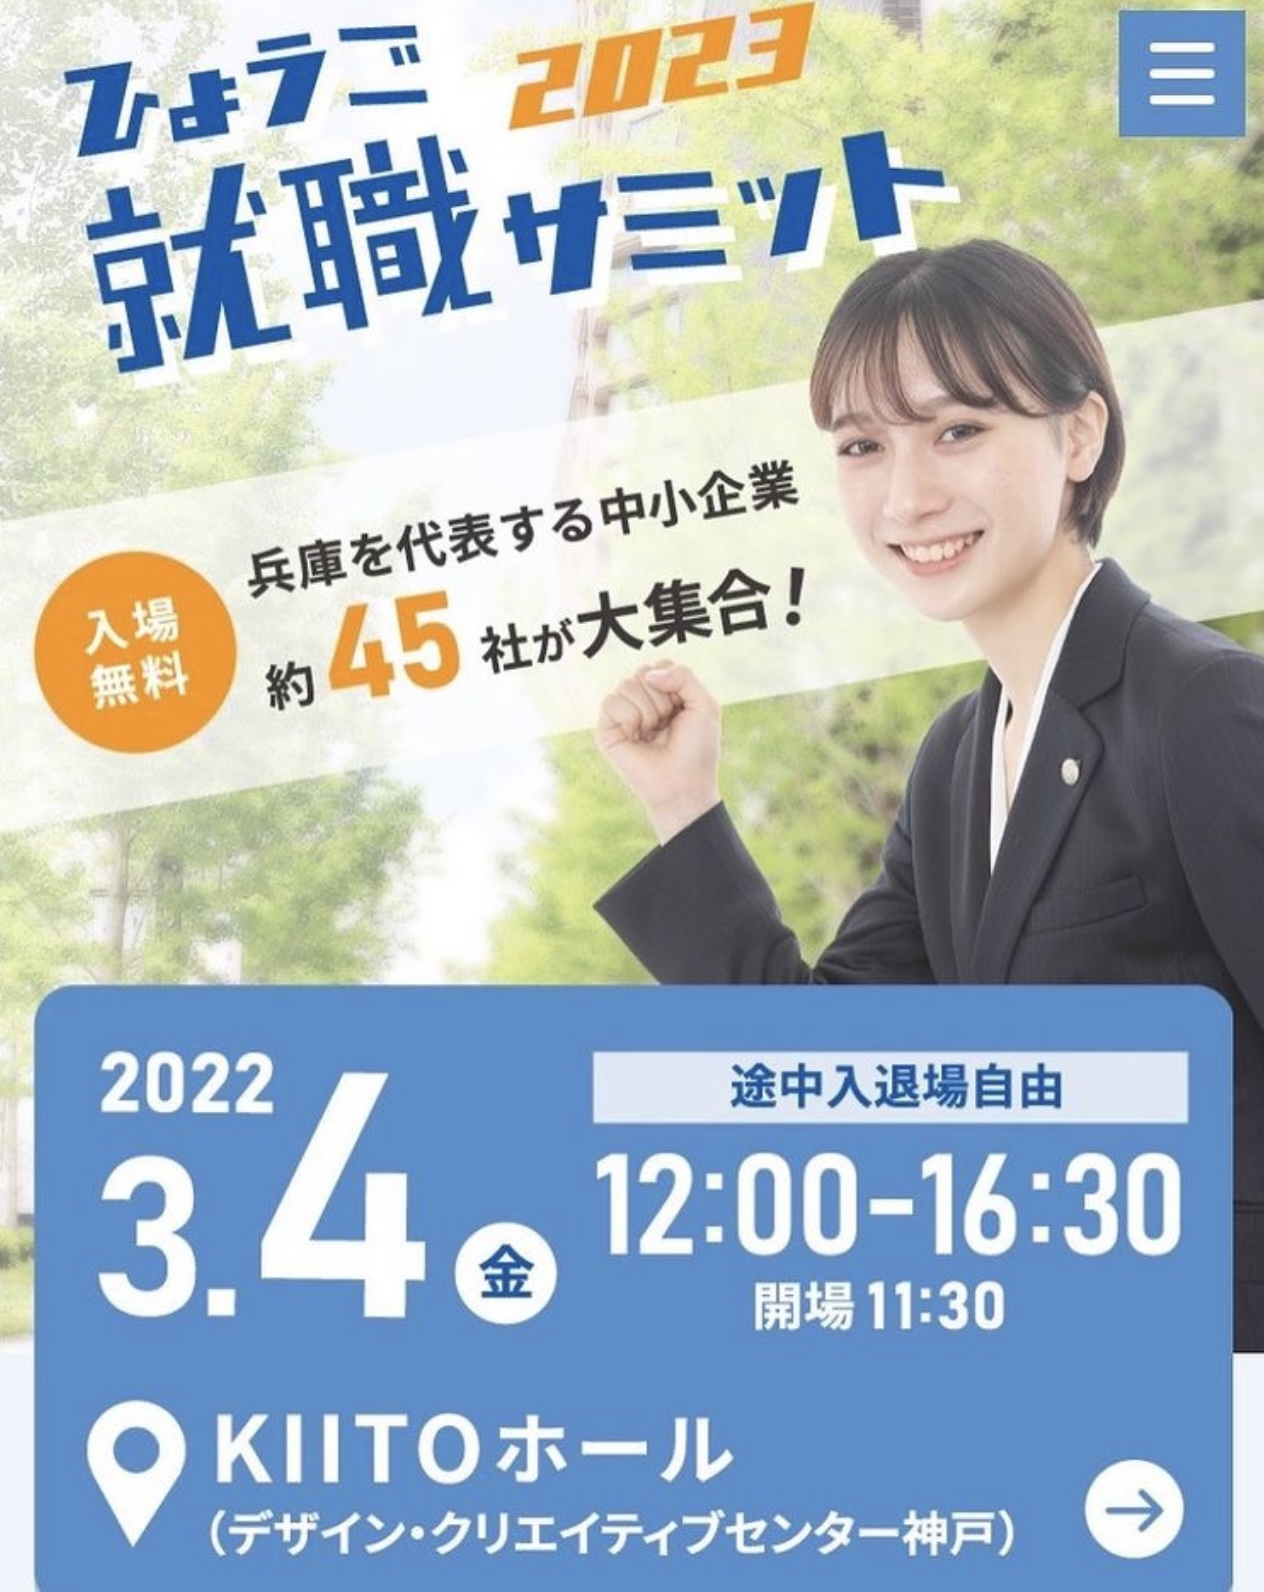 ひょうご 2023
就職サミット
兵庫を代表する中小企業
約45社が大集合!
入場
無料
2022
3.4 金
途中入退場自由
12:00-16:30
開場 11:30
KIITOホール
(デザイン・クリエイティブセンター神戸)